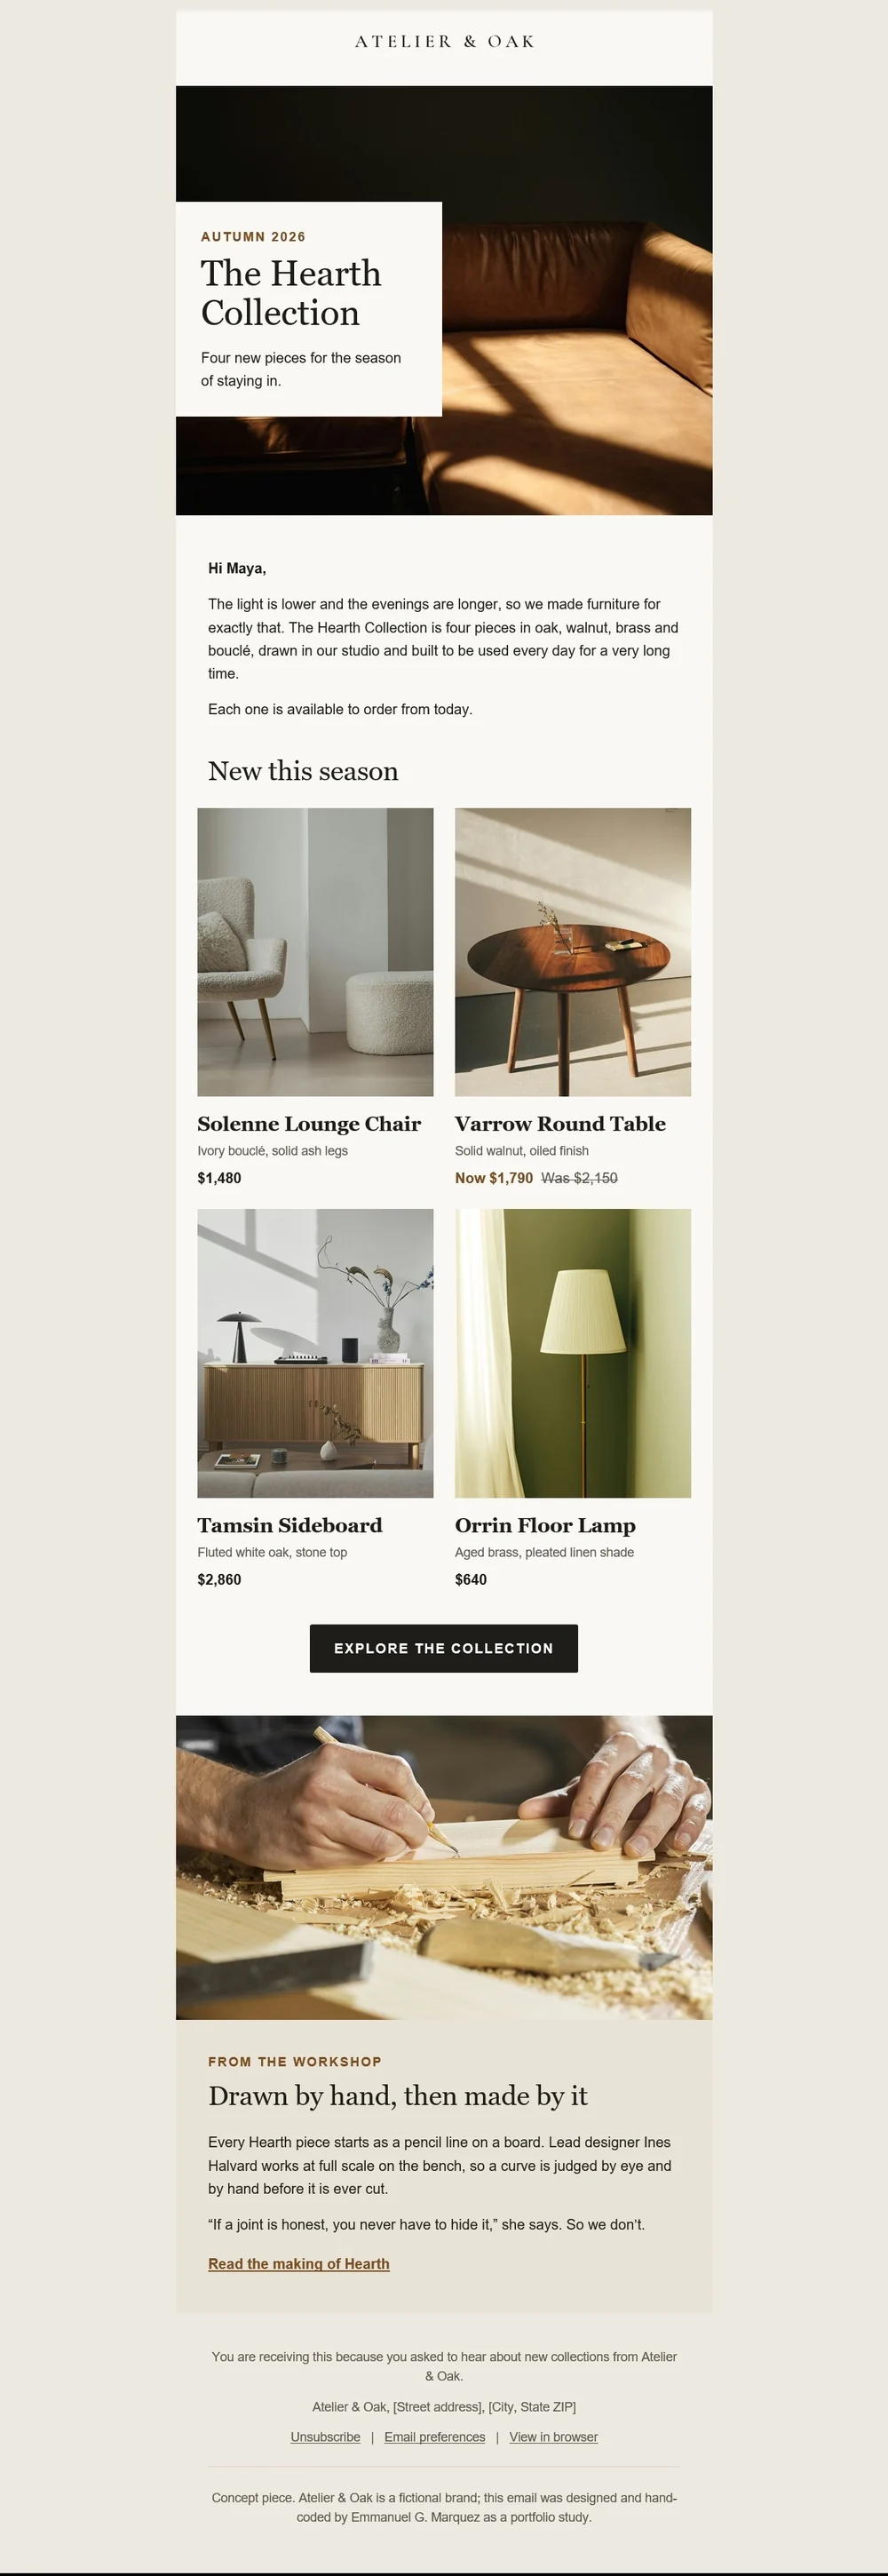 ATELIER & OAK
AUTUMN 2026
The Hearth
Collection
Four new pieces for the season
of staying in.
Hi Maya,
The light is lower and the evenings are longer, so we made furniture for
exactly that. The Hearth Collection is four pieces in oak, walnut, brass and
bouclé, drawn in our studio and built to be used every day for a very long
time.
Each one is available to order from today.
New this season
Solenne Lounge Chair
Ivory bouclé, solid ash legs
$1,480
Varrow Round Table
Solid walnut, oiled finish
Now $1,790 Was $2,150
Tamsin Sideboard
Fluted white oak, stone top
$2,860
Orrin Floor Lamp
Aged brass, pleated linen shade
$640
EXPLORE THE COLLECTION
FROM THE WORKSHOP
Drawn by hand, then made by it
Every Hearth piece starts as a pencil line on a board. Lead designer Ines
Halvard works at full scale on the bench, so a curve is judged by eye and
by hand before it is ever cut.
“If a joint is honest, you never have to hide it,” she says. So we don’t.
Read the making of Hearth
You are receiving this because you asked to hear about new collections from Atelier
& Oak.
Atelier & Oak, [Street address], [City, State ZIP]
Unsubscribe | Email preferences | View in browser
Concept piece. Atelier & Oak is a fictional brand; this email was designed and hand-
coded by Emmanuel G. Marquez as a portfolio study.